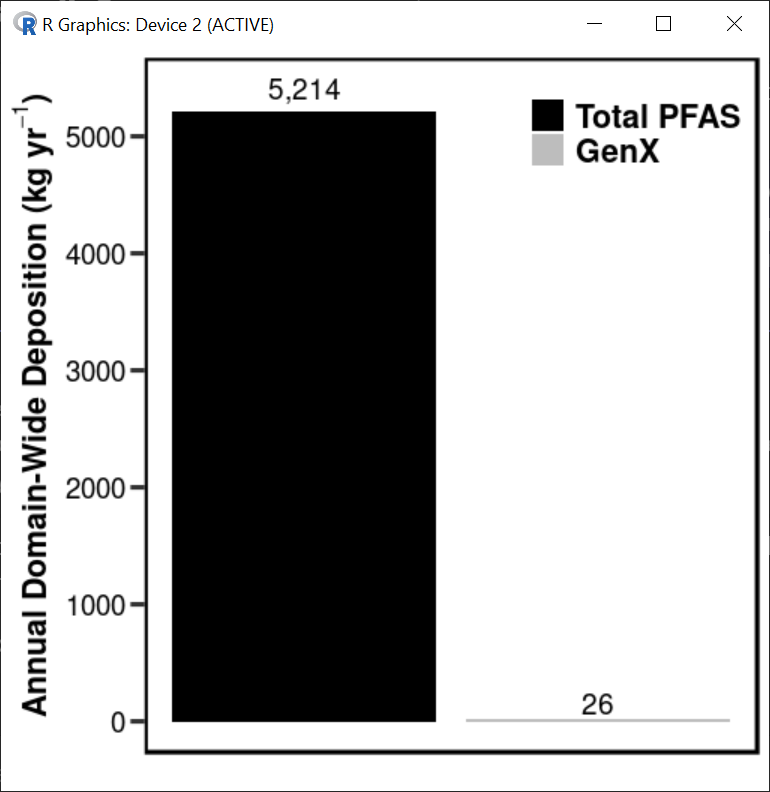 R Graphics: Device 2 (ACTIVE)
5,214
Total PFAS
GenX
Annual Domain-Wide Deposition (kg yr⁻¹)
5000
4000
3000
2000
1000
0
26